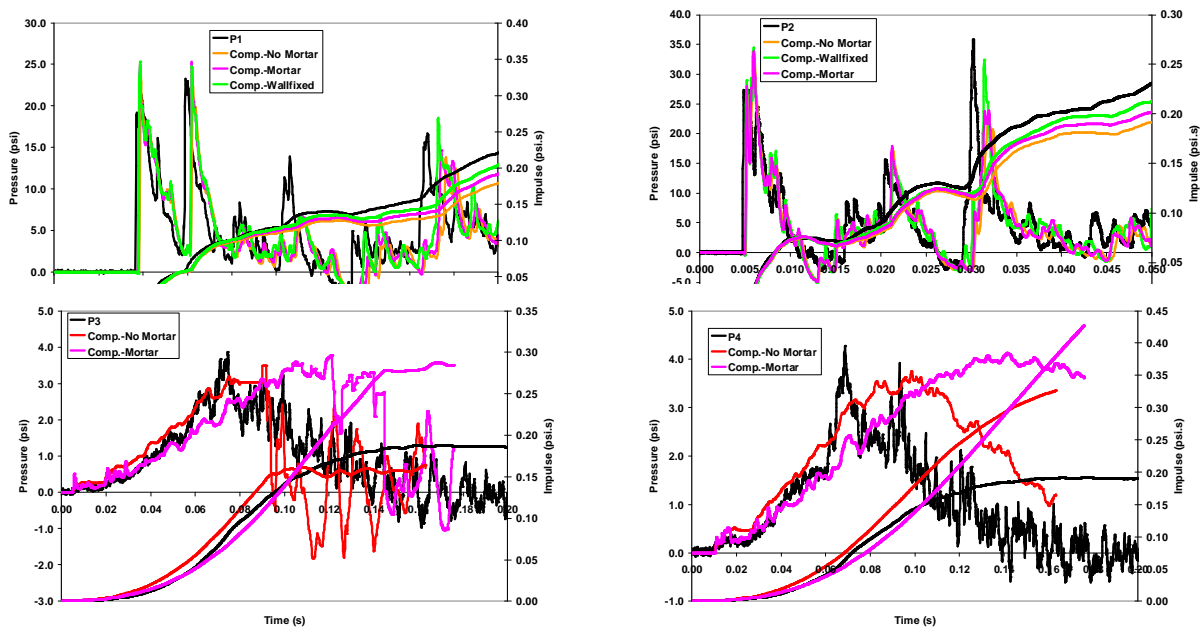 30.0
25.0
20.0
15.0
10.0
5.0
0.0
Pressure (psi)
P1
Comp.-No Mortar
Comp.-Mortar
Comp.-Wallfixed
0.40
0.35
0.30
0.25
0.20
0.15
0.10
0.05
Impulse (psi.s)
40.0
35.0
30.0
25.0
20.0
15.0
10.0
5.0
0.0
-5.0
Pressure (psi)
P2
Comp.-No Mortar
Comp.-Wallfixed
Comp.-Mortar
0.000 0.005 0.010 0.015 0.020 0.025 0.030 0.035 0.040 0.045 0.050
0.30
0.25
0.20
0.15
0.10
0.05
Impulse (psi.s)
5.0
4.0
3.0
2.0
1.0
0.0
-1.0
-2.0
-3.0
Pressure (psi)
P3
Comp.-No Mortar
Comp.-Mortar
0.00 0.02 0.04 0.06 0.08 0.10 0.12 0.14 0.16 0.18 0.20
0.35
0.30
0.25
0.20
0.15
0.10
0.05
0.00
Impulse (psi.s)
Time (s)
5.0
4.0
3.0
2.0
1.0
0.0
-1.0
Pressure (psi)
P4
Comp.-No Mortar
Comp.-Mortar
0.00 0.02 0.04 0.06 0.08 0.10 0.12 0.14 0.16 0.18 0.20
0.45
0.40
0.35
0.30
0.25
0.20
0.15
0.10
0.05
0.00
Impulse (psi.s)
Time (s)